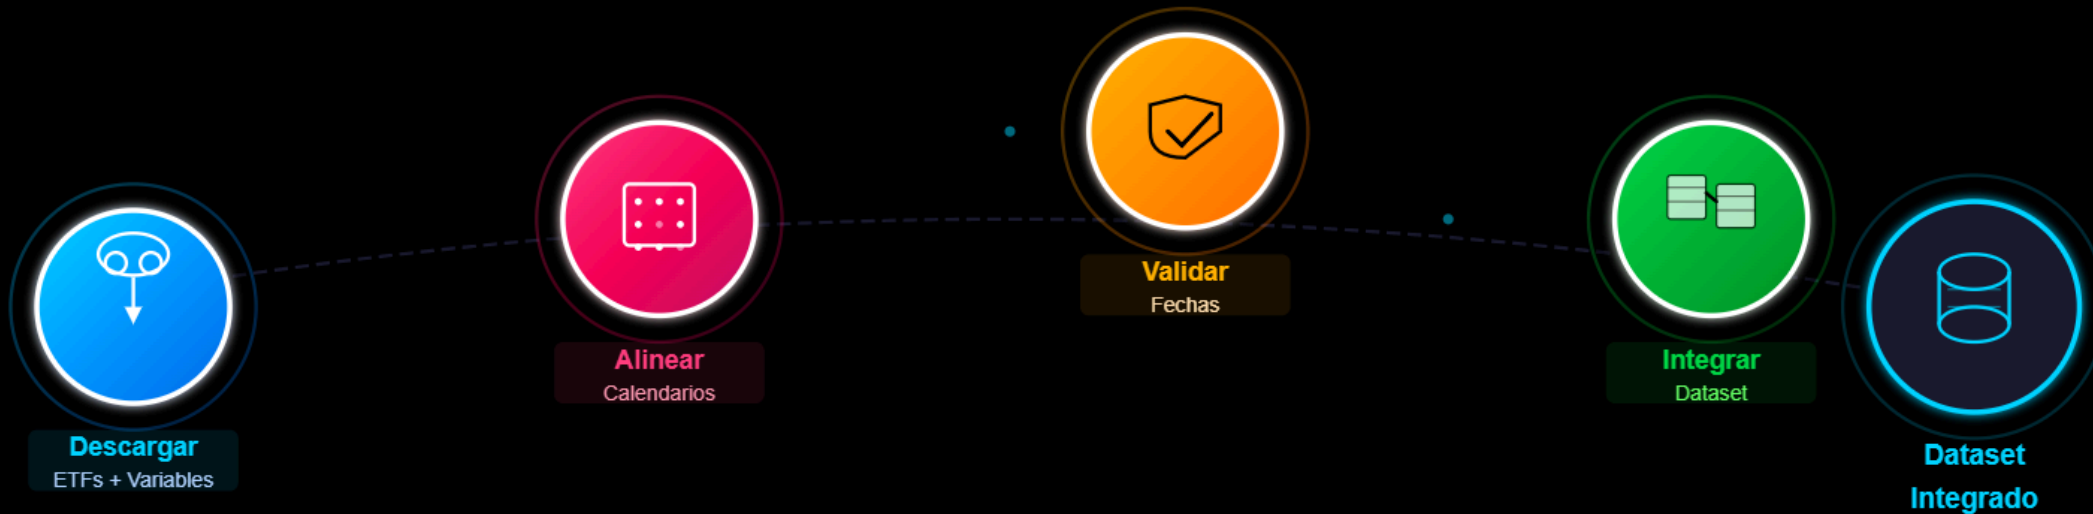 Descargar
ETFs + Variables
Alinear
Calendarios
Validar
Fechas
Integrar
Dataset
Dataset
Integrado